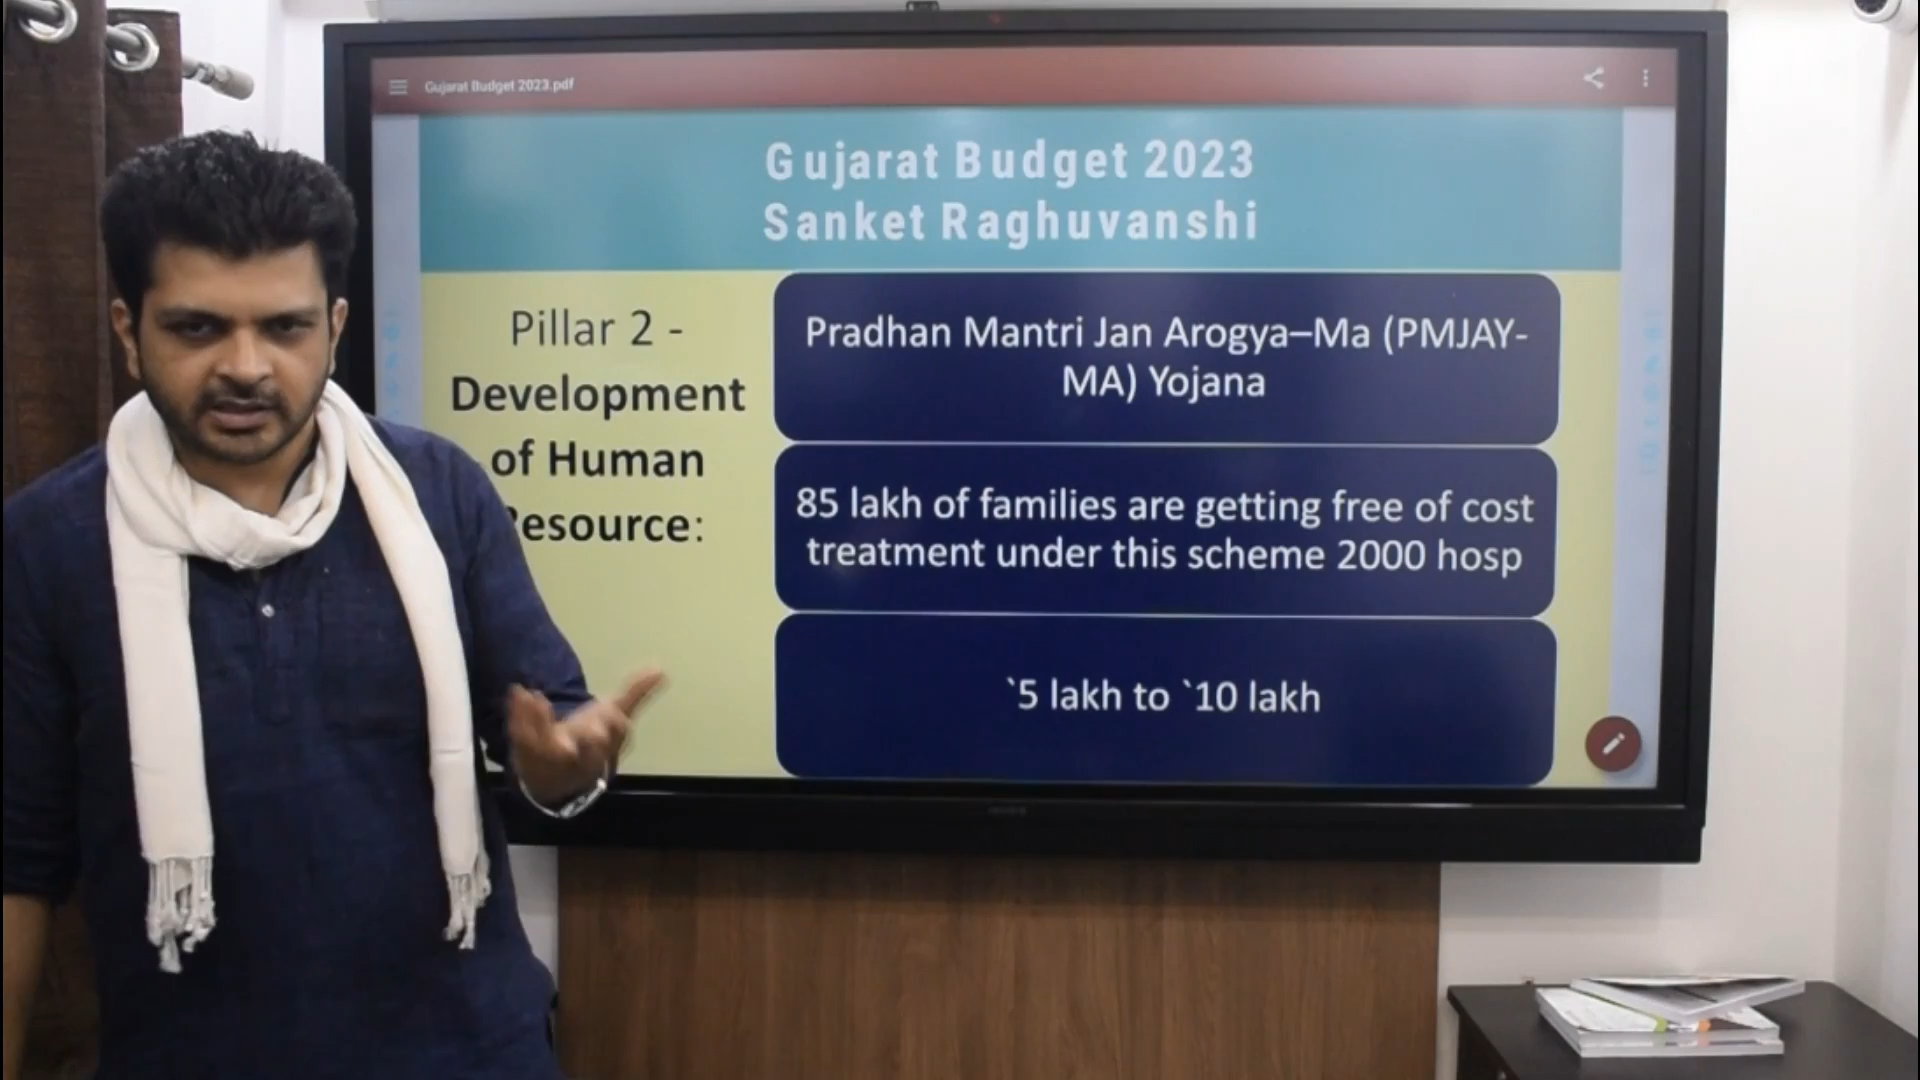 Gujarat Budget 2023.pdf
Gujarat Budget 2023
Sanket Raghuvanshi
Pillar 2 -
Development
of Human
Resource:
Pradhan Mantri Jan Arogya–Ma (PMJAY-
MA) Yojana
85 lakh of families are getting free of cost
treatment under this scheme 2000 hosp
`5 lakh to `10 lakh